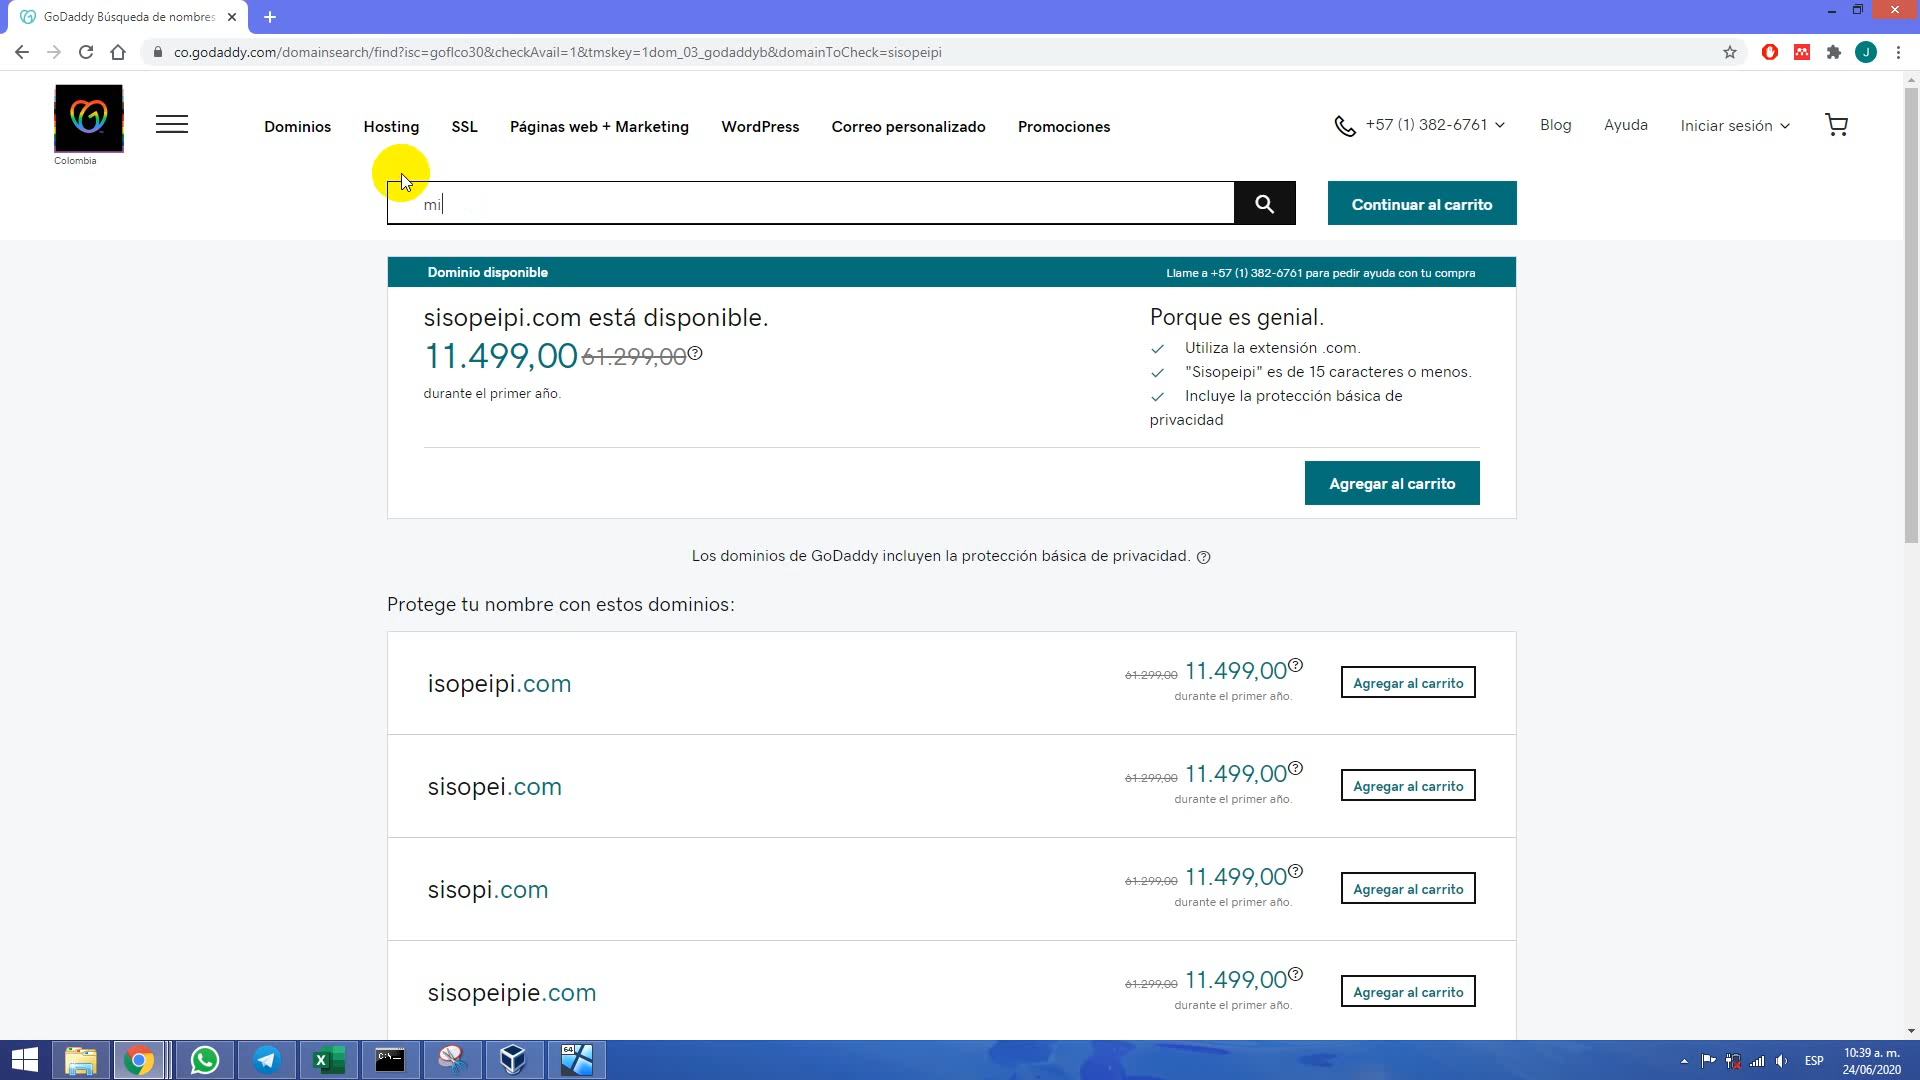 GoDaddy Búsqueda de nombres
co.godaddy.com/domainsearch/find?isc=goflco30&checkAvail=1&tmskey=1dom_03_godaddyb&domainToCheck=sisopeipi
J
Colombia
Dominios Hosting SSL Páginas web + Marketing WordPress Correo personalizado Promociones
+57 (1) 382-6761 Blog Ayuda Iniciar sesión
mi
Continuar al carrito
Dominio disponible
Llame a +57 (1) 382-6761 para pedir ayuda con tu compra
sisopeipi.com está disponible.
11.499,00 61.299,00
durante el primer año.
Porque es genial.
Utiliza la extensión .com.
"Sisopeipi" es de 15 caracteres o menos.
Incluye la protección básica de
privacidad
Agregar al carrito
Los dominios de GoDaddy incluyen la protección básica de privacidad.
Protege tu nombre con estos dominios:
isopeipi.com
61.299,00 11.499,00
durante el primer año.
Agregar al carrito
sisopei.com
61.299,00 11.499,00
durante el primer año.
Agregar al carrito
sisopi.com
61.299,00 11.499,00
durante el primer año.
Agregar al carrito
sisopeipie.com
61.299,00 11.499,00
durante el primer año.
Agregar al carrito
64
ESP
10:39 a. m.
24/06/2020